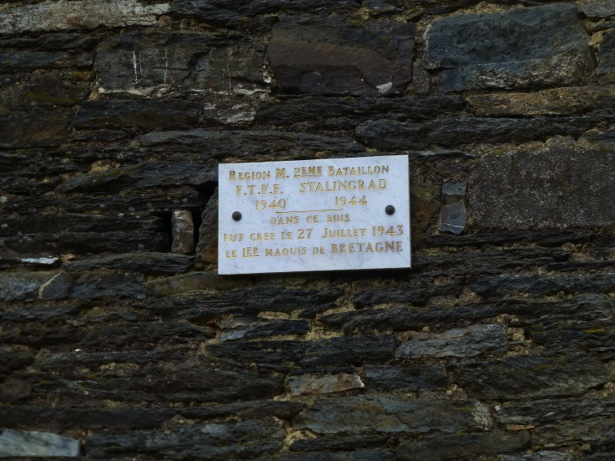 REGION M. 2EME BATAILLON
F.T.P.F. STALINGRAD
1940 1944
DANS CE BOIS
FUT CREE LE 27 JUILLET 1943
LE 1ER MAQUIS DE BRETAGNE